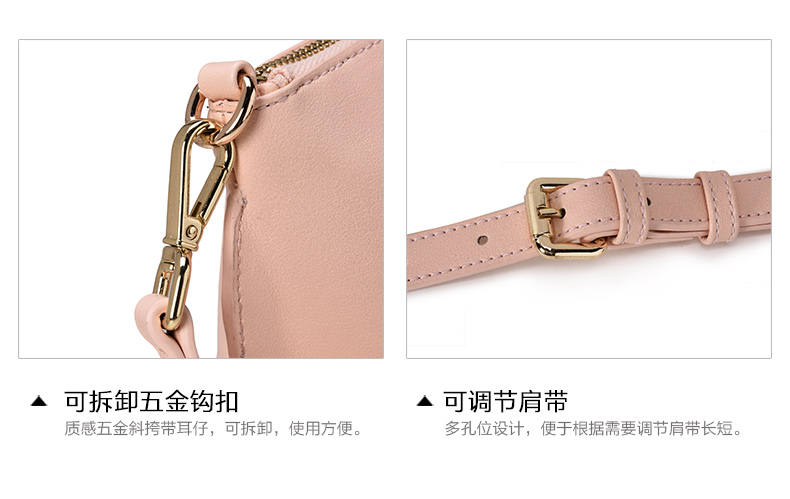 可拆卸五金钩扣
质感五金斜挎带耳仔，可拆卸，使用方便。
可调节肩带
多孔位设计，便于根据需要调节肩带长短。